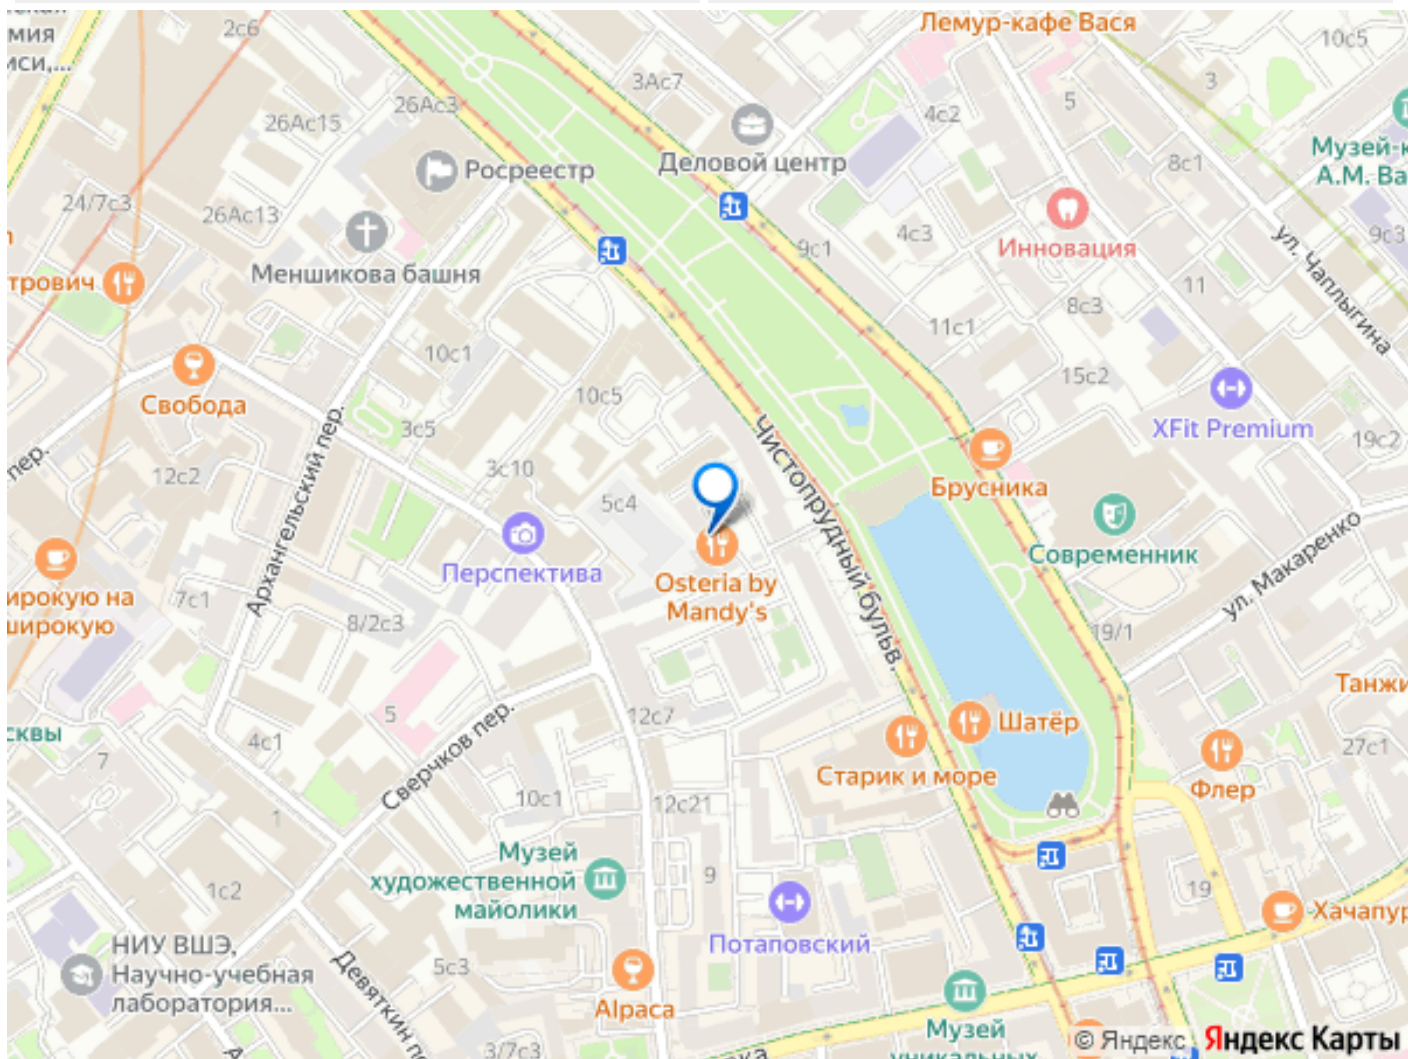 мия
2с6
Лемур-кафе Вася
10с5
3Ас7
3
26Ас3
5
4с2
26Ас15
Деловой центр
Музей-к
А.М. Ва
8с1
Росреестр
24/7с3
26Ас13
Инновация
4с3
9с1
9с3
ул. Чаплыгина
Меншикова башня
трович
11
8с3
11с1
10с1
15с2
10с5
Свобода
Чистопрудный бульв.
XFit Premium
3с5
19с2
пер.
Архангельский пер.
12с2
3с10
Брусника
5с4
Современник
ул. Макаренко
Перспектива
Osteria by
Mandy's
ирокую на
широкую
7с1
8/2с3
19/1
Танжи
5
12с7
Сверчков пер.
Шатёр
сквы
7
4с1
27с1
Старик и море
Флер
10с1
12с21
1
Музей
художественной
майолики
9
1с2
19
Хачапур
Потаповский
НИУ ВШЭ,
Научно-учебная
лаборатория...
Девяткин п
5с3
Alpaca
Музей
3/7с3
© Яндекс Яндекс Карты